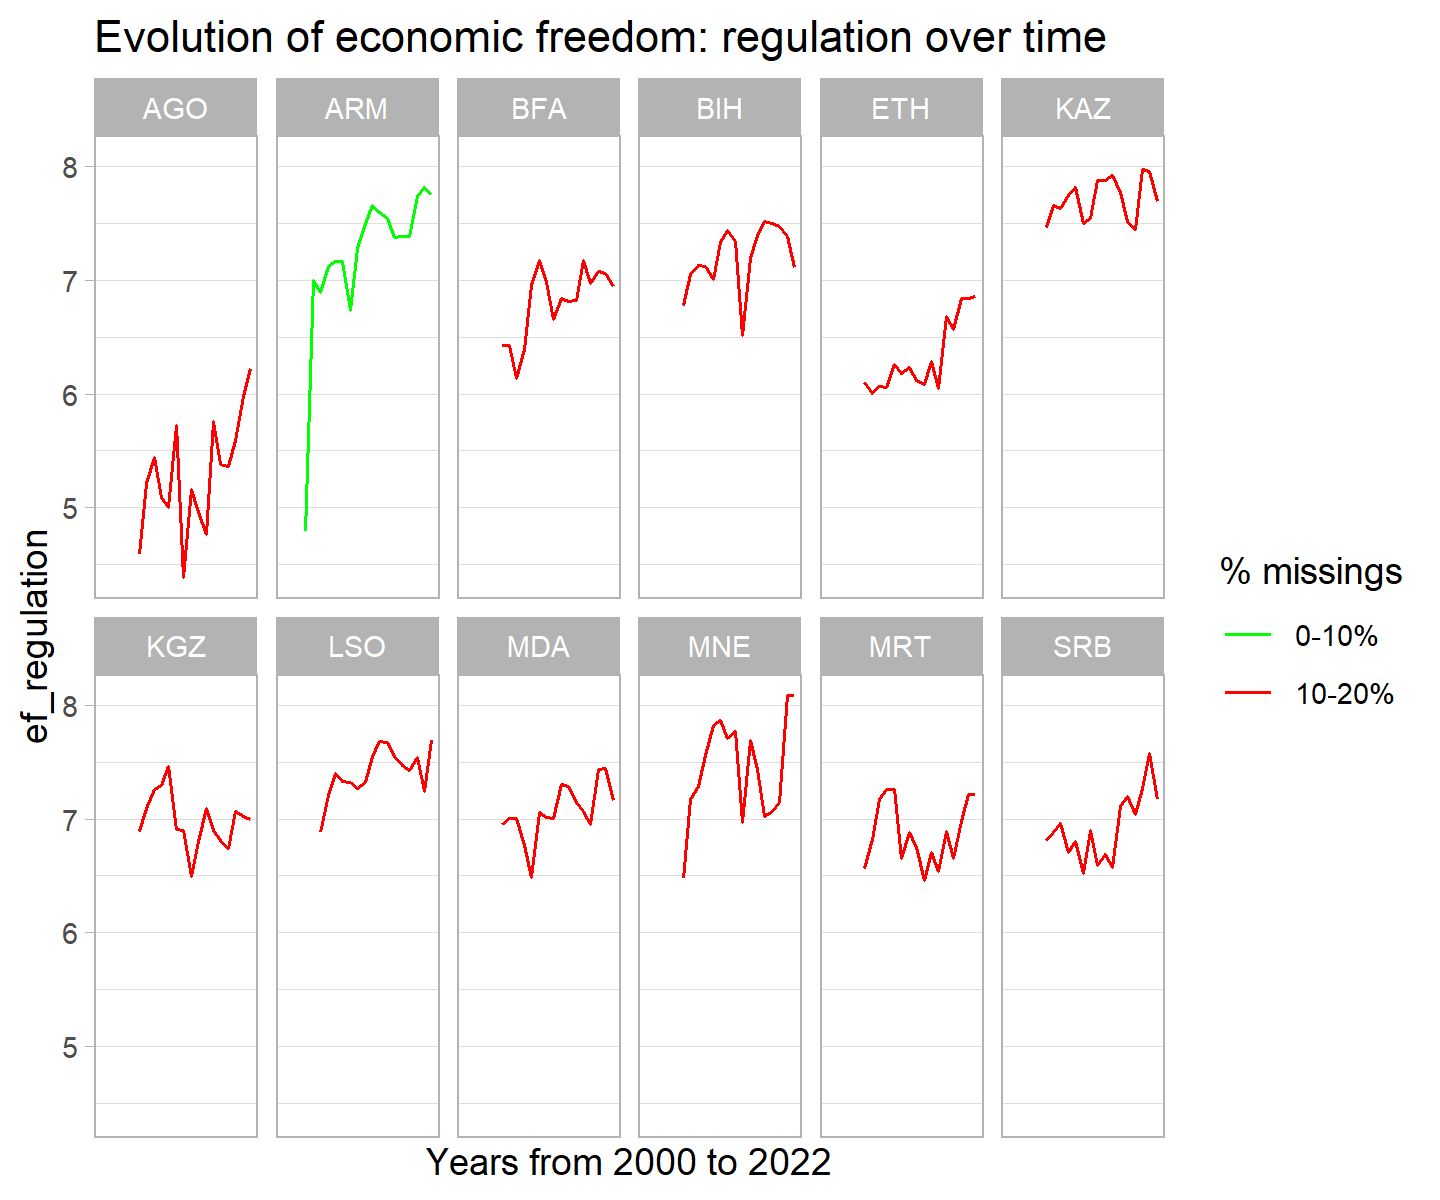 Evolution of economic freedom: regulation over time
AGO ARM BFA BIH ETH KAZ
8
7
6
5
KGZ LSO MDA MNE MRT SRB
8
7
6
5
ef_regulation
Years from 2000 to 2022
% missings
0-10%
10-20%